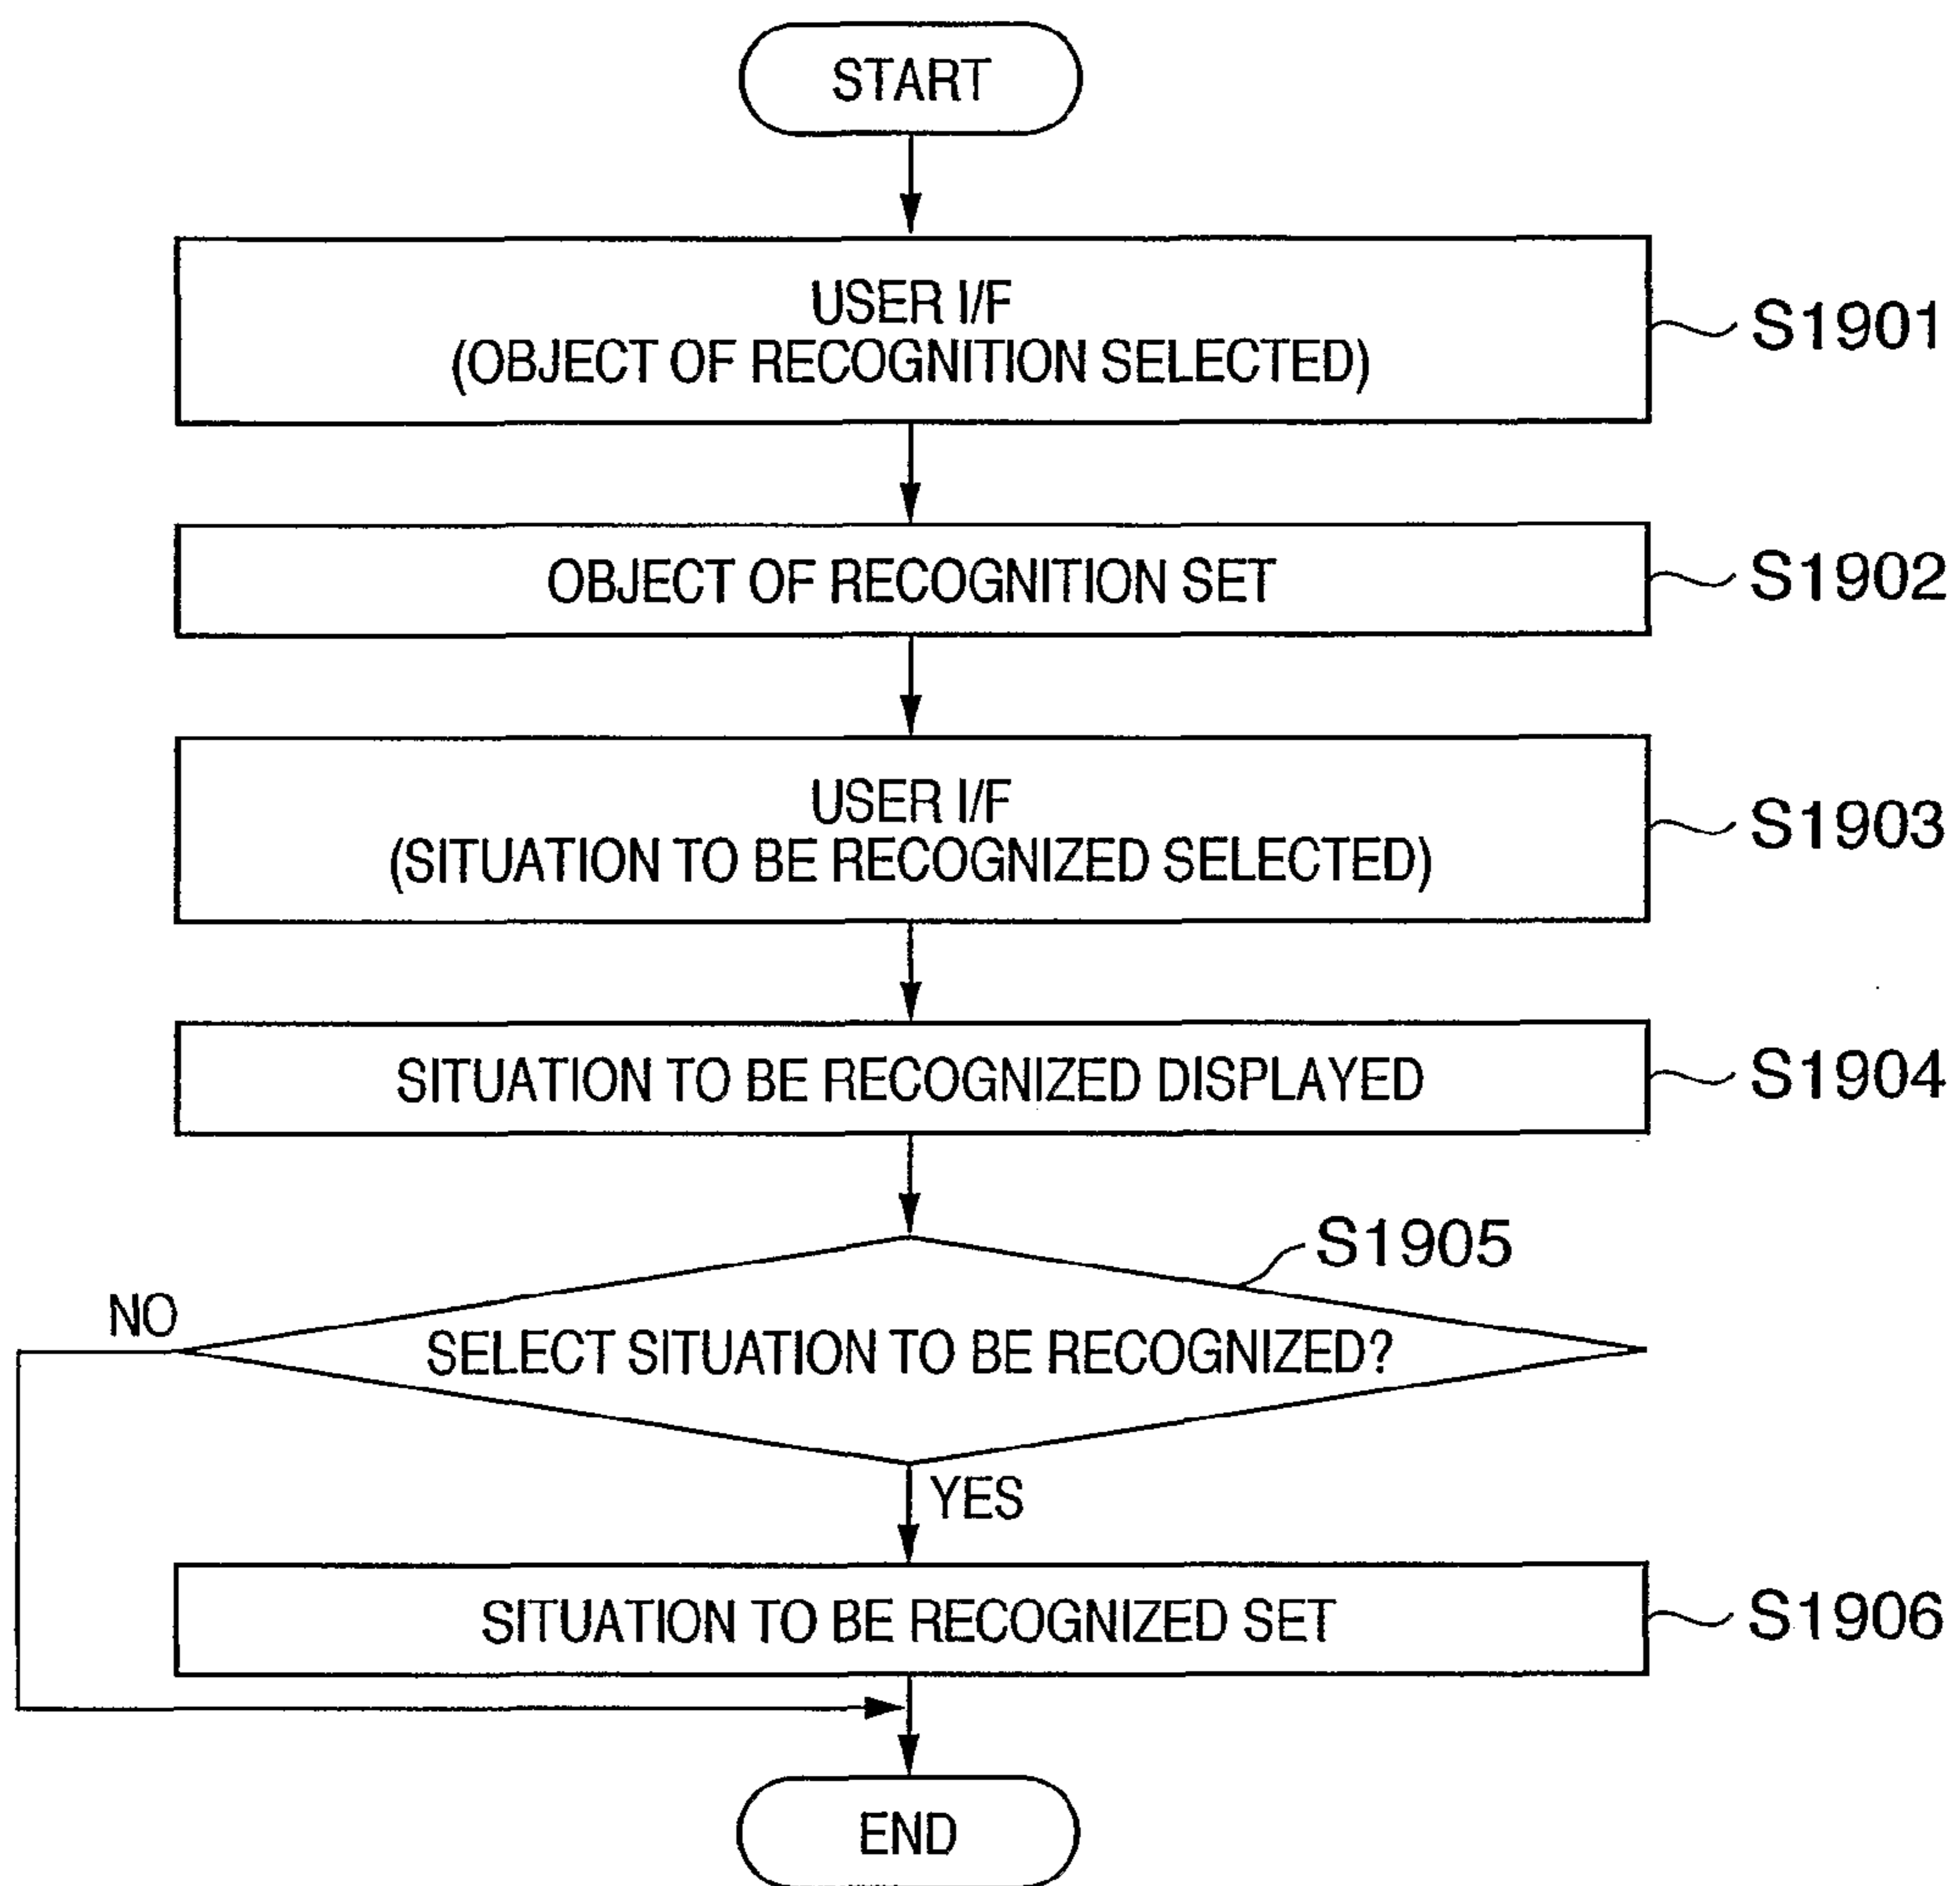 START
USER I/F
(OBJECT OF RECOGNITION SELECTED)
S1901
OBJECT OF RECOGNITION SET
S1902
USER I/F
(SITUATION TO BE RECOGNIZED SELECTED)
S1903
SITUATION TO BE RECOGNIZED DISPLAYED
S1904
S1905
NO
SELECT SITUATION TO BE RECOGNIZED?
YES
SITUATION TO BE RECOGNIZED SET
S1906
END